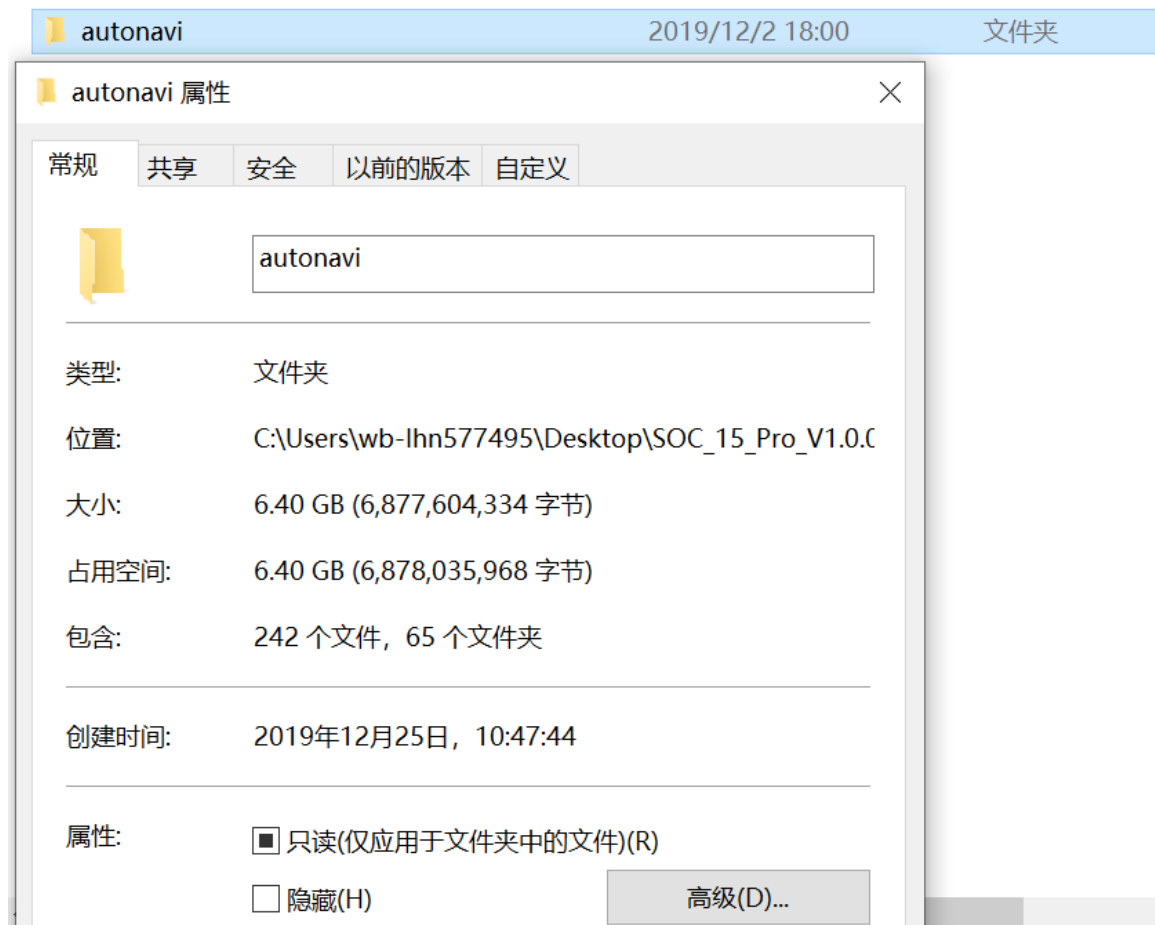 autonavi 2019/12/2 18:00 文件夹
autonavi 属性
常规 共享 安全 以前的版本 自定义
autonavi
类型: 文件夹
位置: C:\Users\wb-lhn577495\Desktop\SOC_15_Pro_V1.0.0
大小: 6.40 GB (6,877,604,334 字节)
占用空间: 6.40 GB (6,878,035,968 字节)
包含: 242 个文件，65 个文件夹
创建时间: 2019年12月25日，10:47:44
属性: 只读(仅应用于文件夹中的文件)(R)
隐藏(H) 高级(D)...